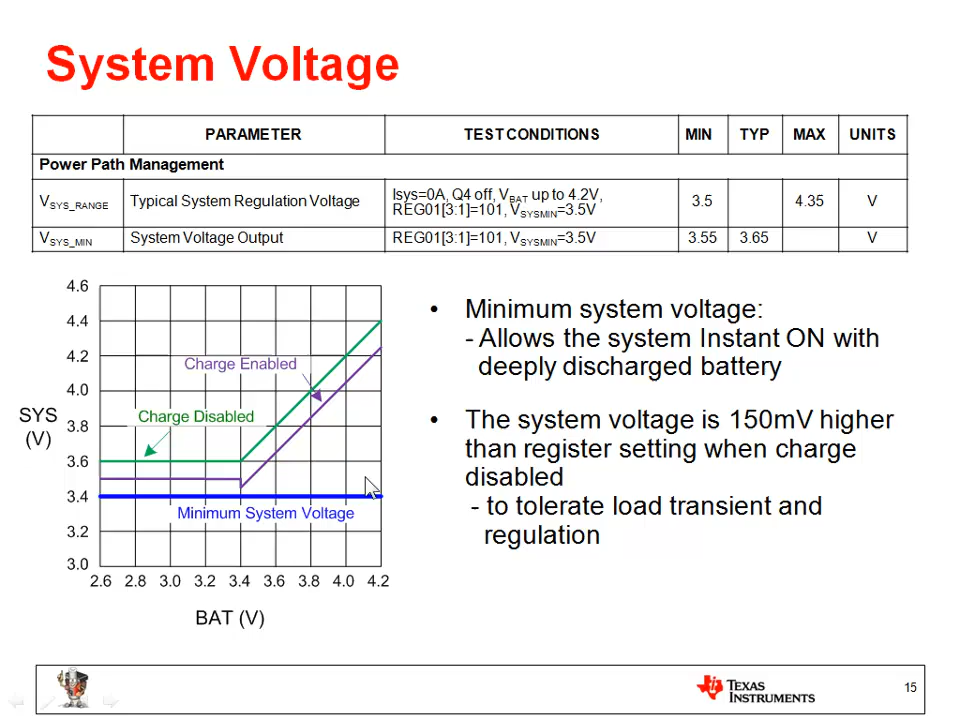 System Voltage
PARAMETER TEST CONDITIONS MIN TYP MAX UNITS
Power Path Management
VSYS_RANGE Typical System Regulation Voltage Isys=0A, Q4 off, VBAT up to 4.2V, 3.5 4.35 V
REG01[3:1]=101, VSYSMIN=3.5V
VSYS_MIN System Voltage Output REG01[3:1]=101, VSYSMIN=3.5V 3.55 3.65 V
4.6
4.4
4.2
4.0
3.8
3.6
3.4
3.2
3.0
SYS
(V)
Charge Enabled
Charge Disabled
Minimum System Voltage
2.6 2.8 3.0 3.2 3.4 3.6 3.8 4.0 4.2
BAT (V)
• Minimum system voltage:
- Allows the system Instant ON with
deeply discharged battery
• The system voltage is 150mV higher
than register setting when charge
disabled
- to tolerate load transient and
regulation
TEXAS
INSTRUMENTS
15